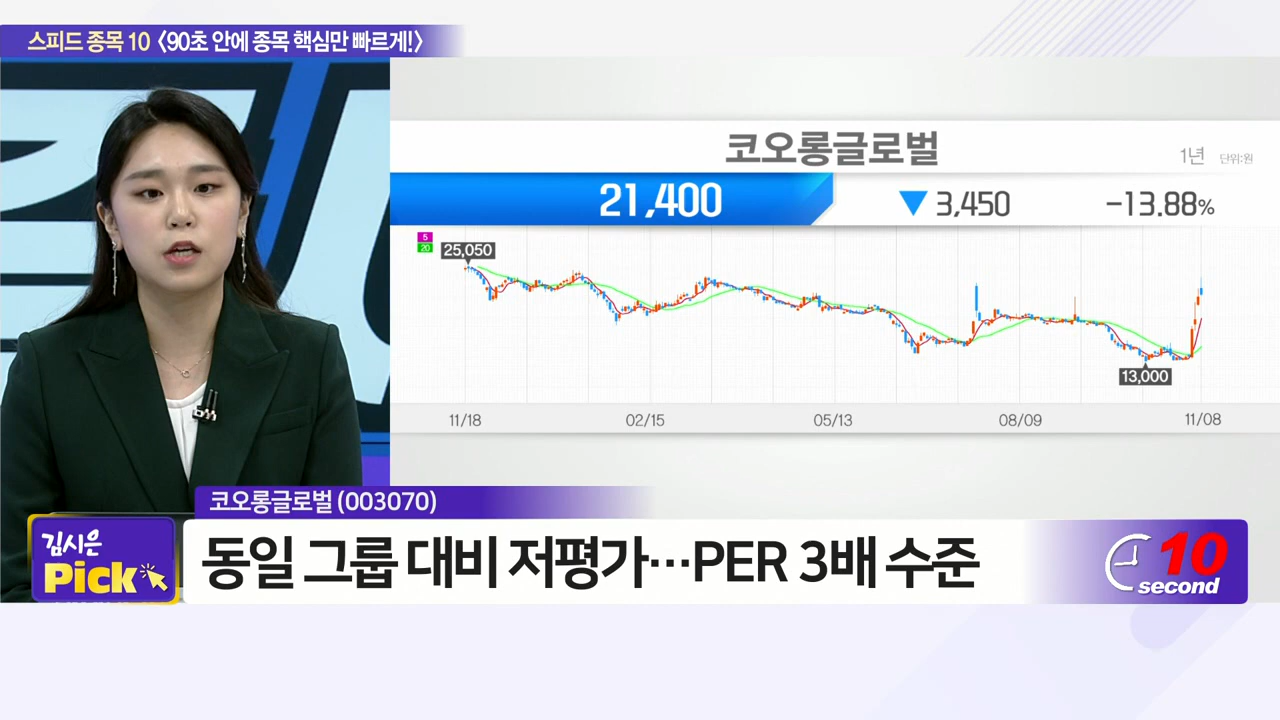 스피드 종목 10 <90초 안에 종목 핵심만 빠르게!>
코오롱글로벌
1년 단위:원
21,400 ▼ 3,450 -13.88%
5
20
25,050
13,000
11/18 02/15 05/13 08/09 11/08
코오롱글로벌 (003070)
김시은
Pick
동일 그룹 대비 저평가…PER 3배 수준
10
second